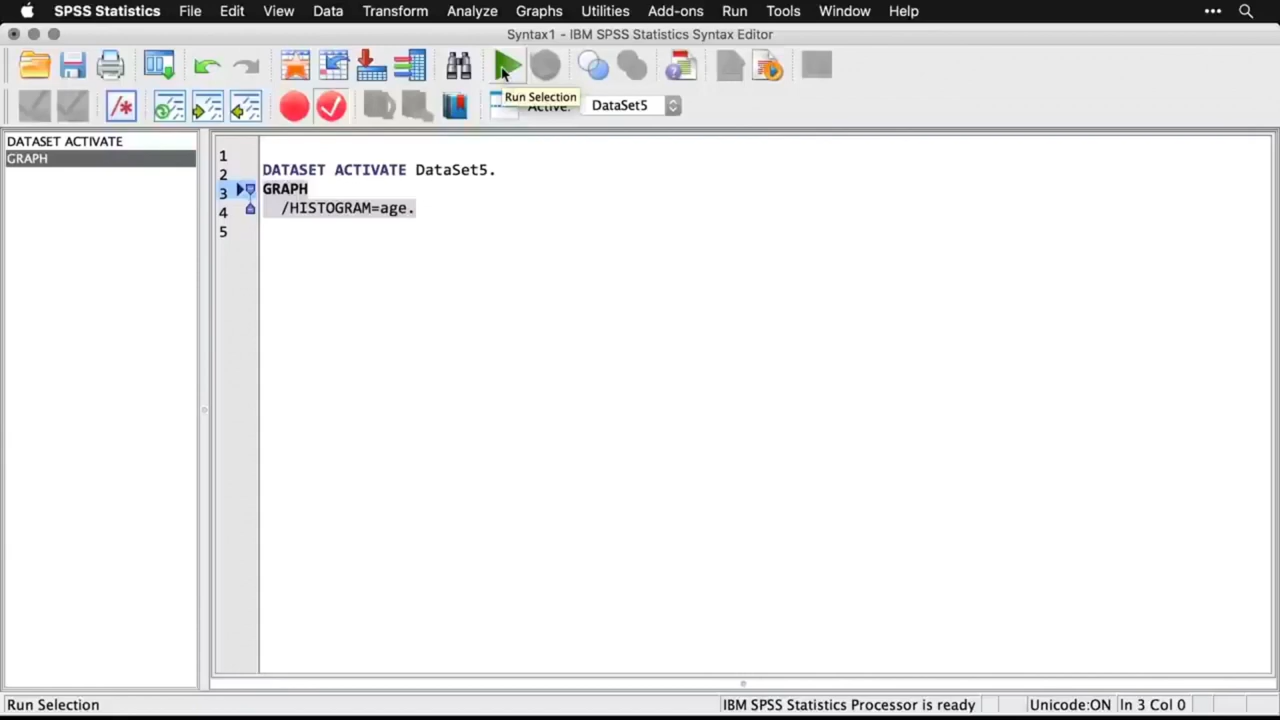 SPSS Statistics File Edit View Data Transform Analyze Graphs Utilities Add-ons Run Tools Window Help
Syntax1 - IBM SPSS Statistics Syntax Editor
Run Selection
Active: DataSet5
DATASET ACTIVATE
GRAPH
1
2 DATASET ACTIVATE DataSet5.
3 GRAPH
4 /HISTOGRAM=age.
5
Run Selection IBM SPSS Statistics Processor is ready Unicode:ON In 3 Col 0